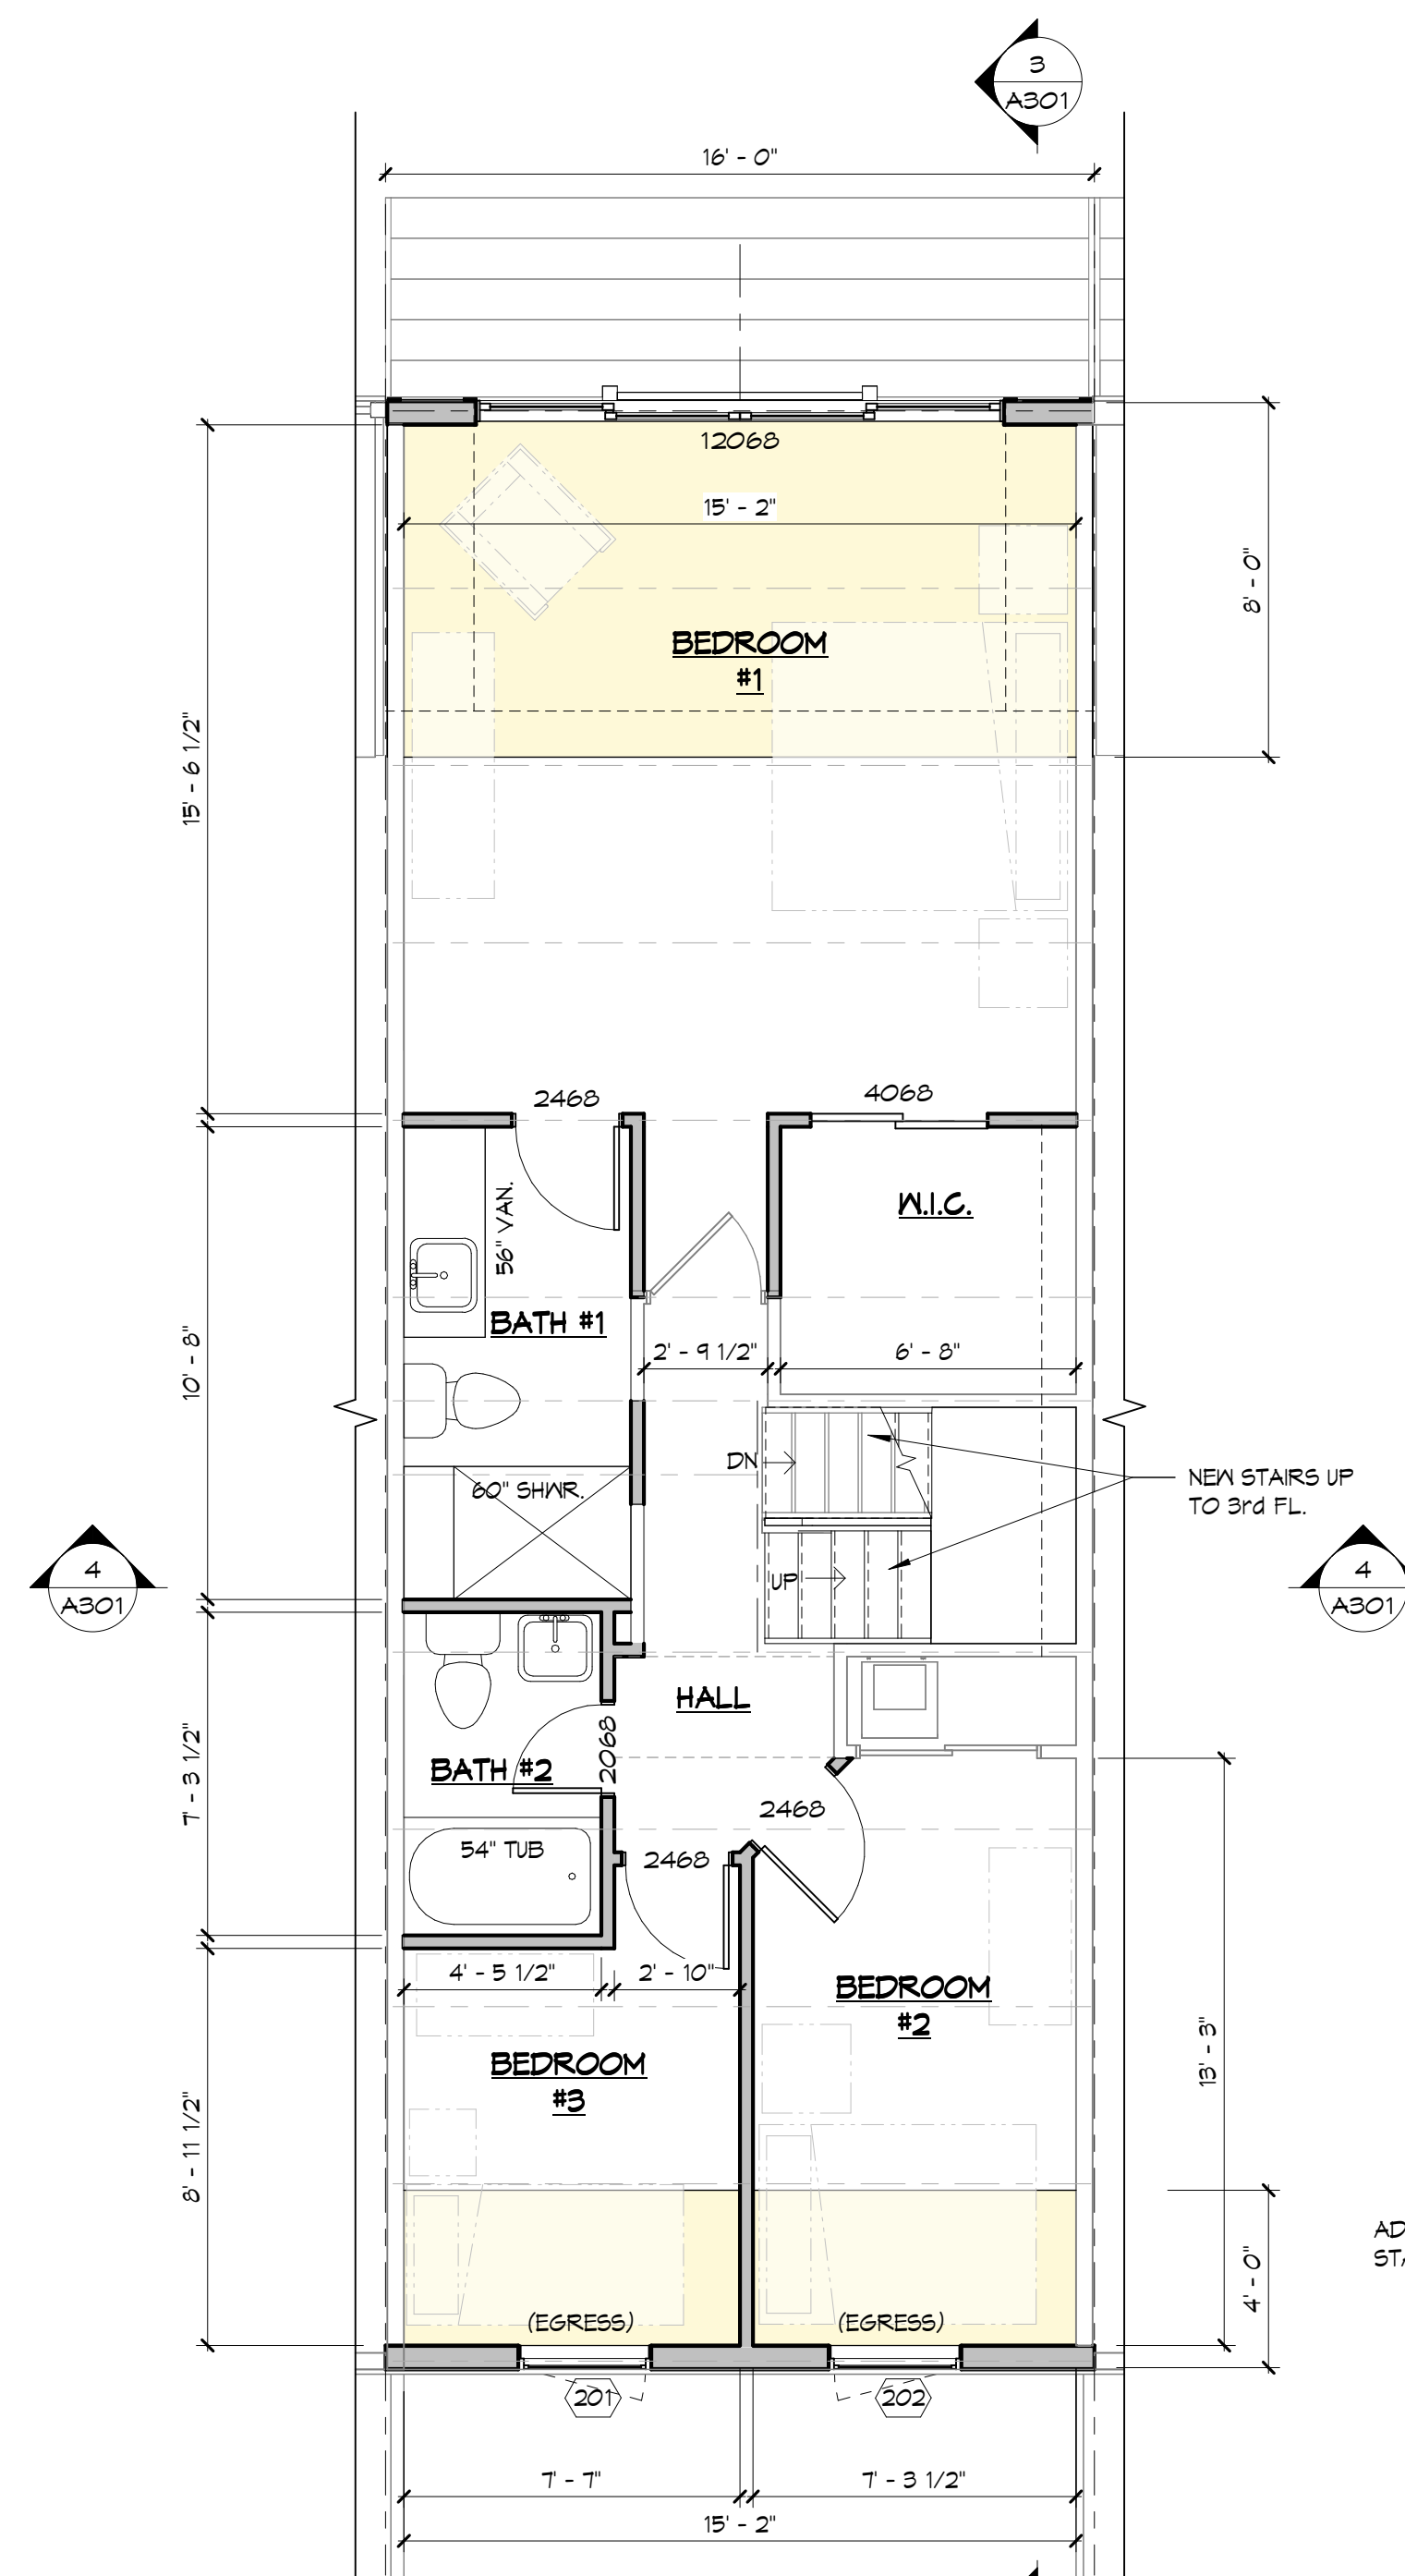 3
A301
16' - 0"
12068
15' - 2"
8' - 0"
BEDROOM
#1
15' - 6 1/2"
2468
4068
56" VAN.
W.I.C.
BATH #1
2' - 9 1/2"
6' - 8"
10' - 8"
DN
NEW STAIRS UP
TO 3rd FL.
60" SHWR.
4
A301
4
A301
UP
HALL
2068
BATH #2
7' - 3 1/2"
2468
54" TUB
2468
4' - 5 1/2"
2' - 10"
BEDROOM
#2
13' - 3"
BEDROOM
#3
8' - 11 1/2"
4' - 0"
AD
STA
(EGRESS)
(EGRESS)
201
202
7' - 7"
7' - 3 1/2"
15' - 2"